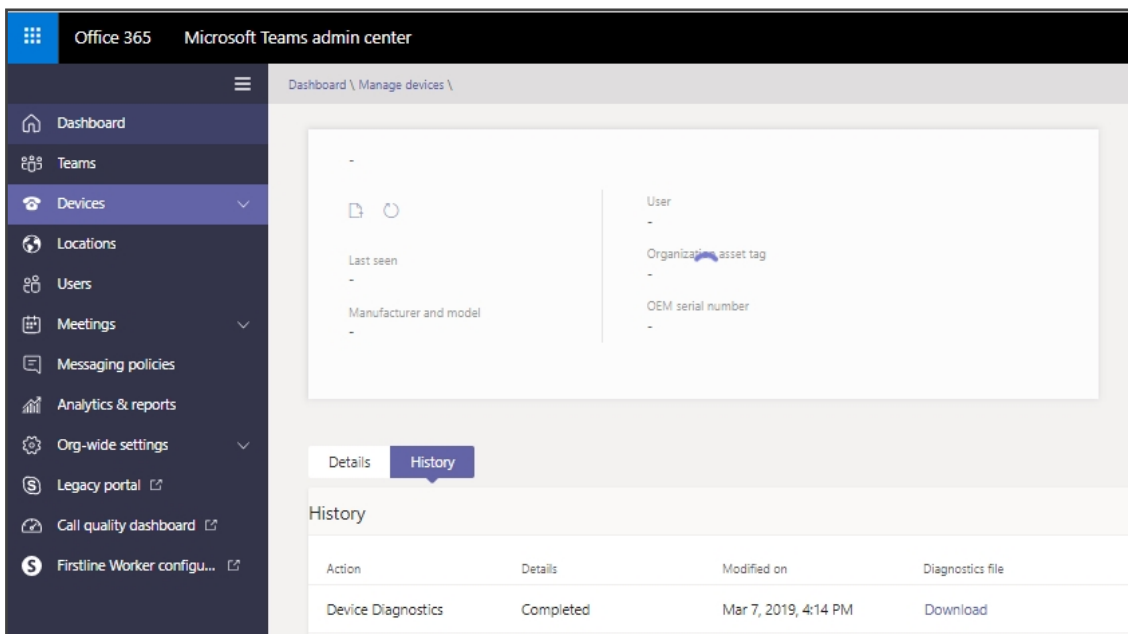 Office 365 Microsoft Teams admin center
Dashboard \ Manage devices \
Dashboard
Teams
Devices
Locations
Users
Meetings
Messaging policies
Analytics & reports
Org-wide settings
Legacy portal
Call quality dashboard
Firstline Worker configu...
-
Last seen
-
Manufacturer and model
-
User
-
Organization asset tag
-
OEM serial number
-
Details History
History
Action Details Modified on Diagnostics file
Device Diagnostics Completed Mar 7, 2019, 4:14 PM Download